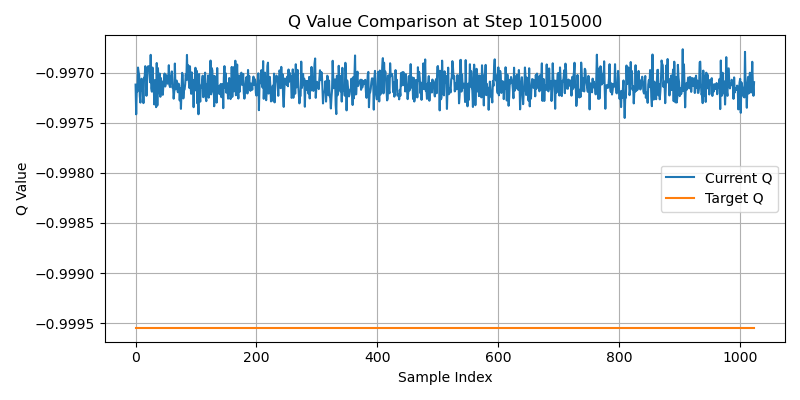 Q Value Comparison at Step 1015000
Q Value
−0.9970
−0.9975
−0.9980
−0.9985
−0.9990
−0.9995
Current Q
Target Q
0 200 400 600 800 1000
Sample Index